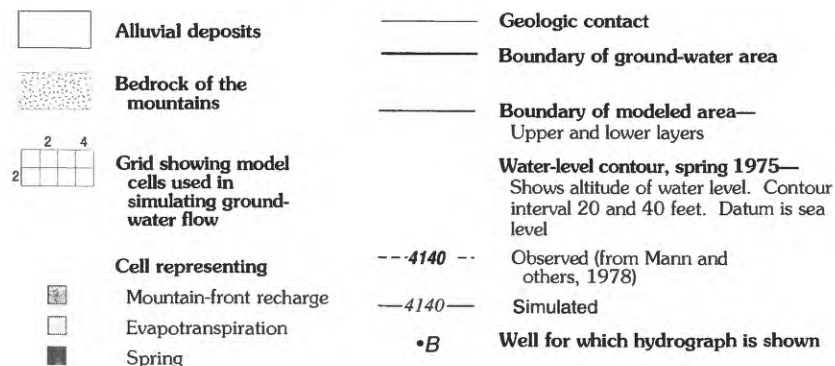 Alluvial deposits
Bedrock of the
mountains
2 4
2
Grid showing model
cells used in
simulating ground-
water flow
Cell representing
Mountain-front recharge
Evapotranspiration
Spring
Geologic contact
Boundary of ground-water area
Boundary of modeled area—
Upper and lower layers
Water-level contour, spring 1975—
Shows altitude of water level. Contour
interval 20 and 40 feet. Datum is sea
level
4140
Observed (from Mann and
others, 1978)
4140
Simulated
•B
Well for which hydrograph is shown